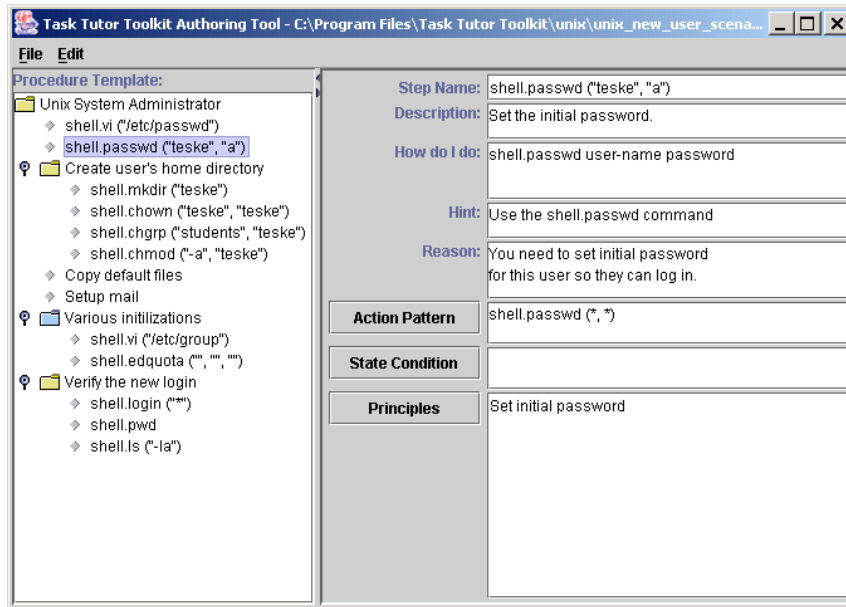 Task Tutor Toolkit Authoring Tool - C:\Program Files\Task Tutor Toolkit\unix\unix_new_user_scena...
File Edit
Procedure Template:
Unix System Administrator
shell.vi ("/etc/passwd")
shell.passwd ("teske", "a")
Create user's home directory
shell.mkdir ("teske")
shell.chown ("teske", "teske")
shell.chgrp ("students", "teske")
shell.chmod ("-a", "teske")
Copy default files
Setup mail
Various initilizations
shell.vi ("/etc/group")
shell.edquota ("", "", "")
Verify the new login
shell.login ("*")
shell.pwd
shell.ls ("-la")
Step Name: shell.passwd ("teske", "a")
Description: Set the initial password.
How do I do: shell.passwd user-name password
Hint: Use the shell.passwd command
Reason: You need to set initial password
for this user so they can log in.
Action Pattern shell.passwd (*, *)
State Condition
Principles Set initial password